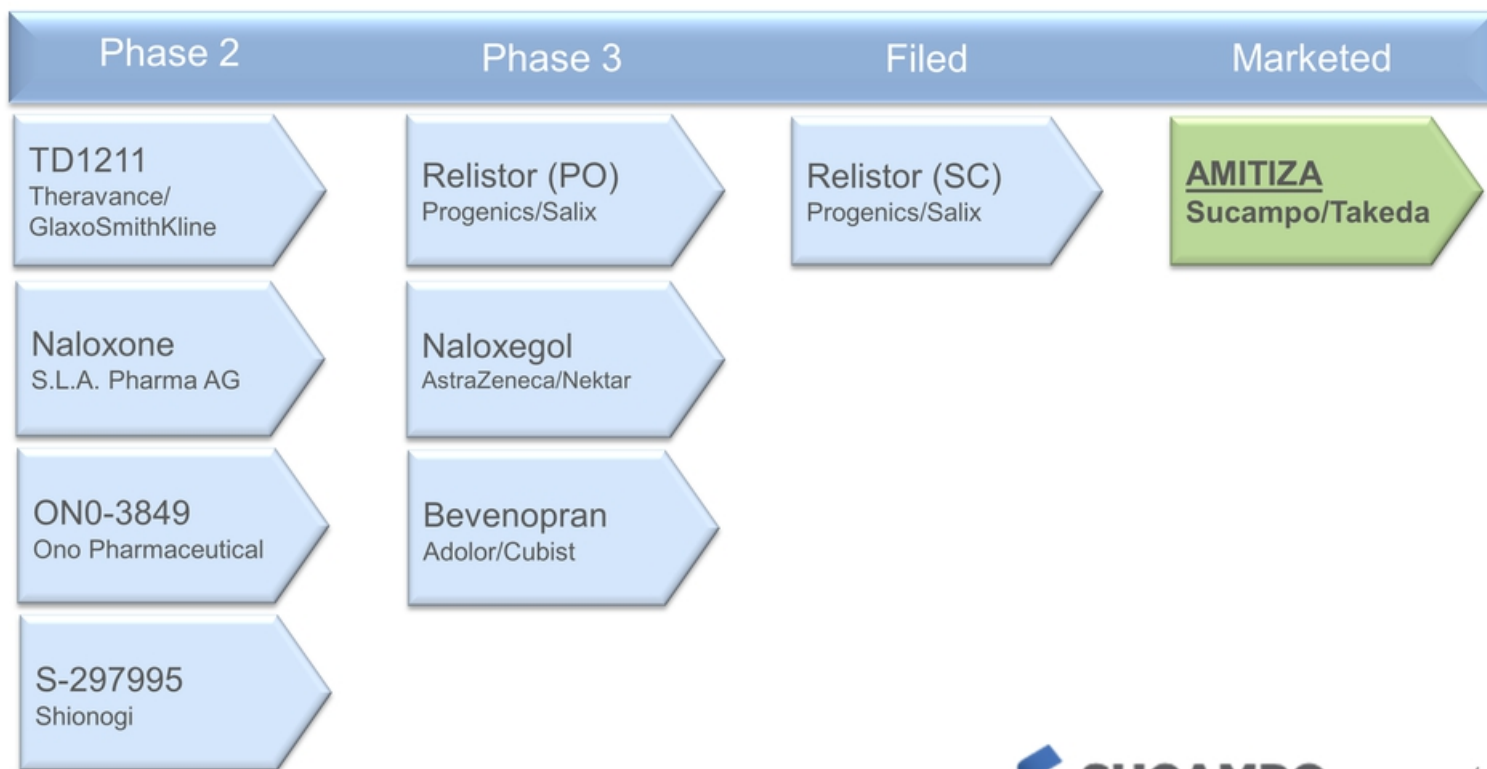 Phase 2
Phase 3
Filed
Marketed
TD1211
Theravance/
GlaxoSmithKline
Relistor (PO)
Progenics/Salix
Relistor (SC)
Progenics/Salix
AMITIZA
Sucampo/Takeda
Naloxone
S.L.A. Pharma AG
Naloxegol
AstraZeneca/Nektar
ON0-3849
Ono Pharmaceutical
Bevenopran
Adolor/Cubist
S-297995
Shionogi
SUCAMPO